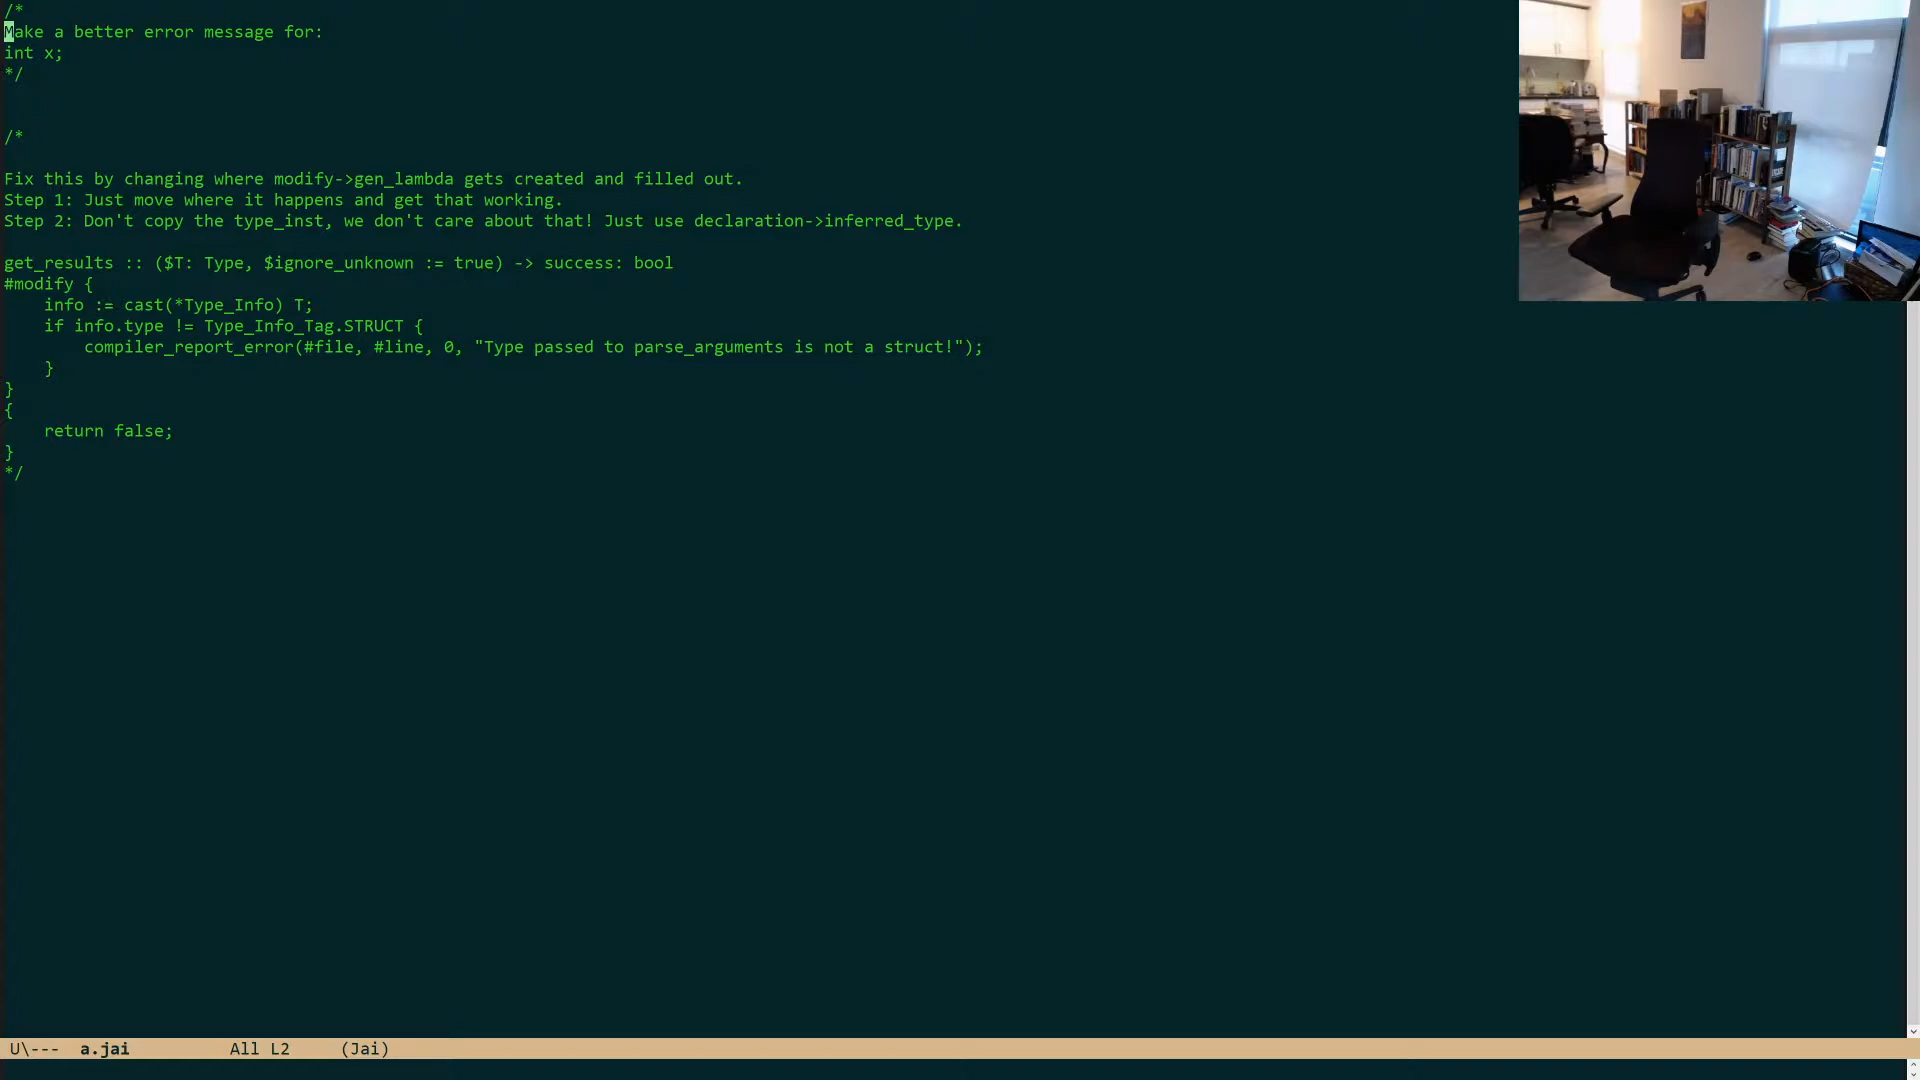 /*
Make a better error message for:
int x;
*/
/*
Fix this by changing where modify->gen_lambda gets created and filled out.
Step 1: Just move where it happens and get that working.
Step 2: Don't copy the type_inst, we don't care about that! Just use declaration->inferred_type.
get_results :: ($T: Type, $ignore_unknown := true) -> success: bool
#modify {
    info := cast(*Type_Info) T;
    if info.type != Type_Info_Tag.STRUCT {
        compiler_report_error(#file, #line, 0, "Type passed to parse_arguments is not a struct!");
    }
}
{
    return false;
}
*/
U\--- a.jai All L2 (Jai)